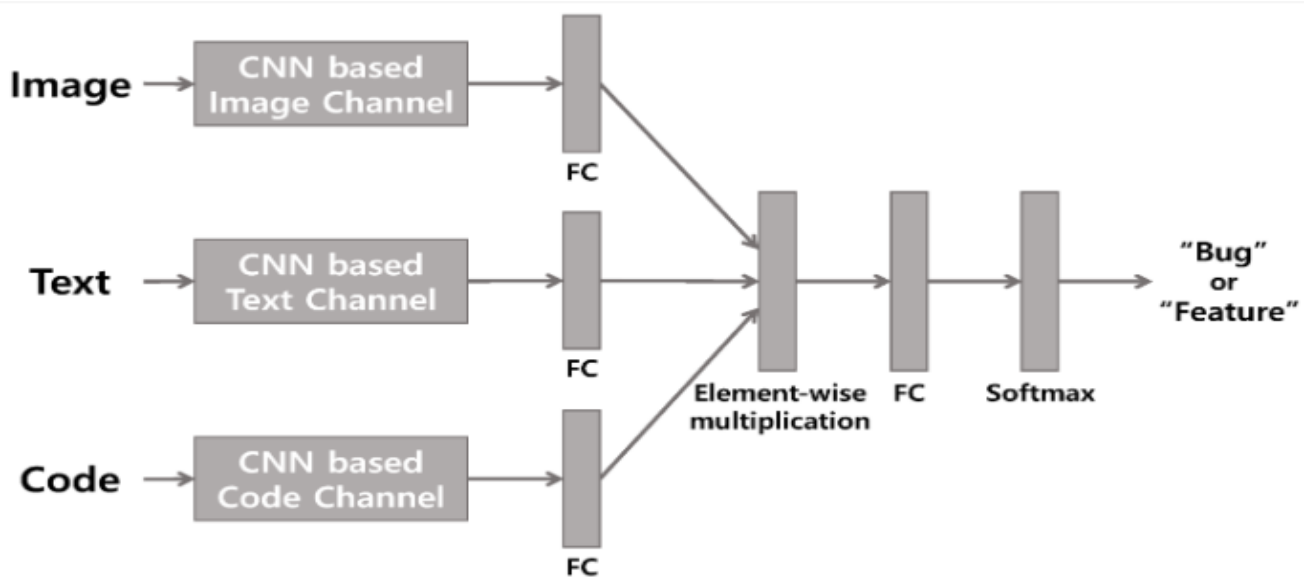 Image
CNN based
Image Channel
FC
Text
CNN based
Text Channel
FC
Code
CNN based
Code Channel
FC
Element-wise
multiplication
FC
Softmax
“Bug”
or
“Feature”